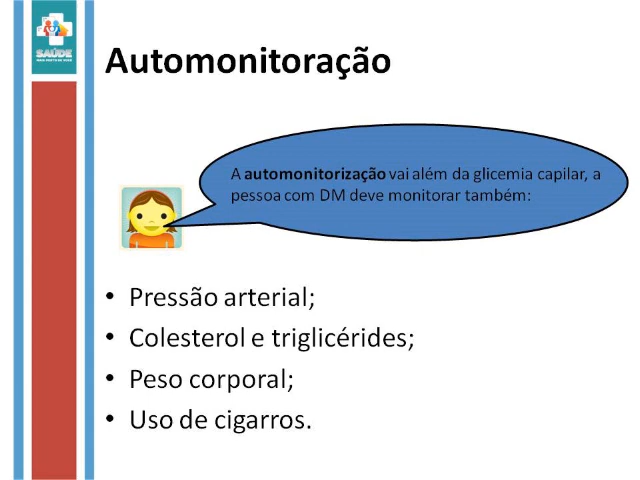 SAÚDE
Automonitoração
A automonitorização vai além da glicemia capilar, a
pessoa com DM deve monitorar também:
• Pressão arterial;
• Colesterol e triglicérides;
• Peso corporal;
• Uso de cigarros.